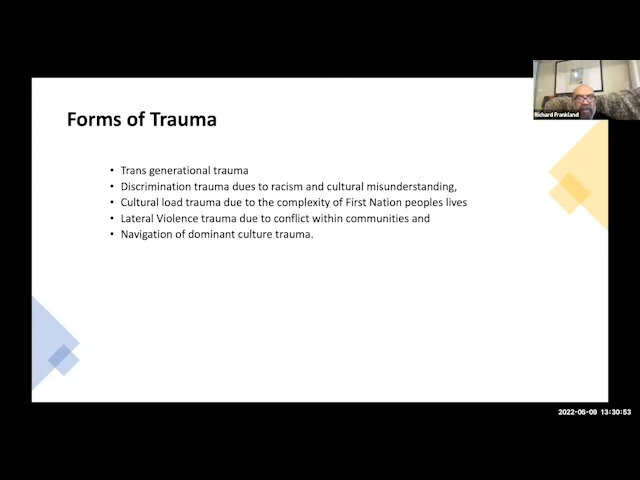 Richard Frankland
Forms of Trauma
• Trans generational trauma
• Discrimination trauma dues to racism and cultural misunderstanding,
• Cultural load trauma due to the complexity of First Nation peoples lives
• Lateral Violence trauma due to conflict within communities and
• Navigation of dominant culture trauma.
2022-06-09 13:30:53